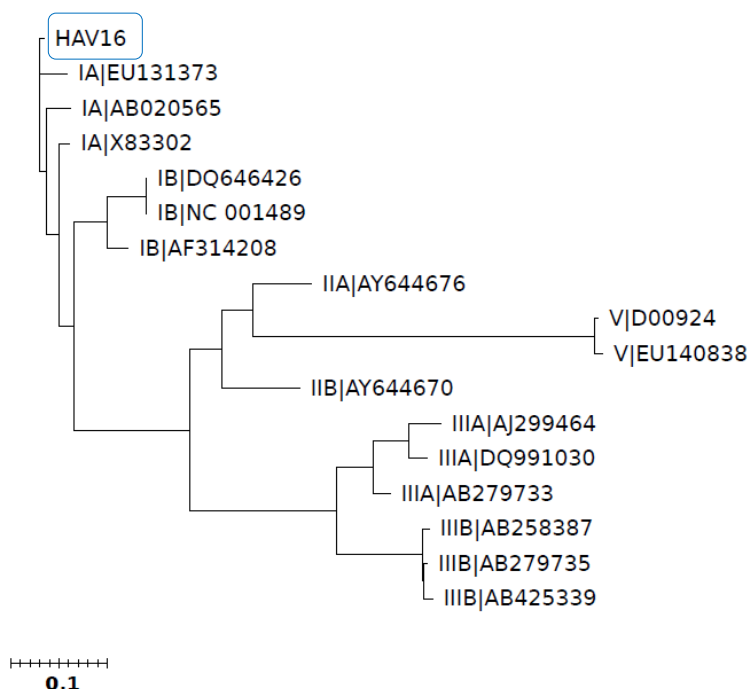 HAV16
IA|EU131373
IA|AB020565
IA|X83302
IB|DQ646426
IB|NC 001489
IB|AF314208
IIA|AY644676
V|D00924
V|EU140838
IIB|AY644670
IIIA|AJ299464
IIIA|DQ991030
IIIA|AB279733
IIIB|AB258387
IIIB|AB279735
IIIB|AB425339
0.1